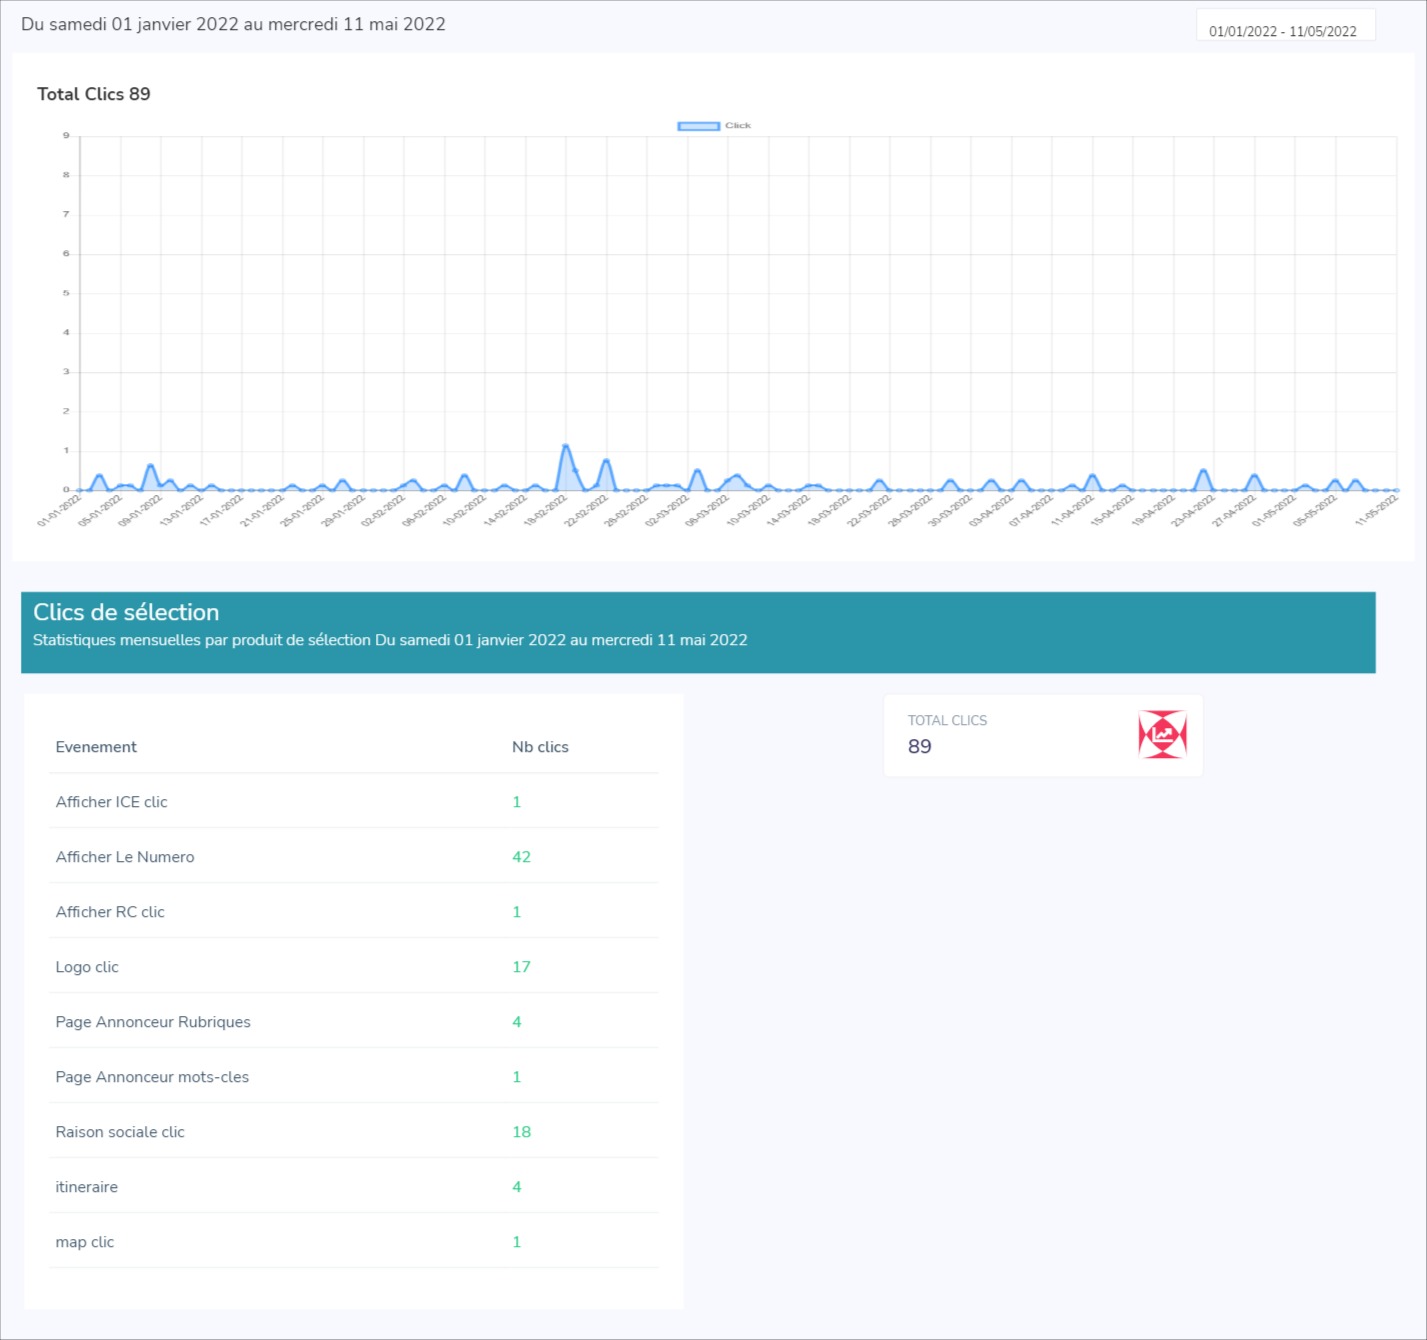 Du samedi 01 janvier 2022 au mercredi 11 mai 2022
01/01/2022 - 11/05/2022
Total Clics 89
Click
9
8
7
6
5
4
3
2
1
0
01-01-2022 05-01-2022 09-01-2022 13-01-2022 17-01-2022 21-01-2022 25-01-2022 29-01-2022 02-02-2022 06-02-2022 10-02-2022 14-02-2022 18-02-2022 22-02-2022 26-02-2022 02-03-2022 06-03-2022 10-03-2022 14-03-2022 18-03-2022 22-03-2022 26-03-2022 30-03-2022 03-04-2022 07-04-2022 11-04-2022 15-04-2022 19-04-2022 23-04-2022 27-04-2022 01-05-2022 05-05-2022 11-05-2022
Clics de sélection
Statistiques mensuelles par produit de sélection Du samedi 01 janvier 2022 au mercredi 11 mai 2022
Evenement Nb clics
Afficher ICE clic 1
Afficher Le Numero 42
Afficher RC clic 1
Logo clic 17
Page Annonceur Rubriques 4
Page Annonceur mots-cles 1
Raison sociale clic 18
itineraire 4
map clic 1
TOTAL CLICS
89